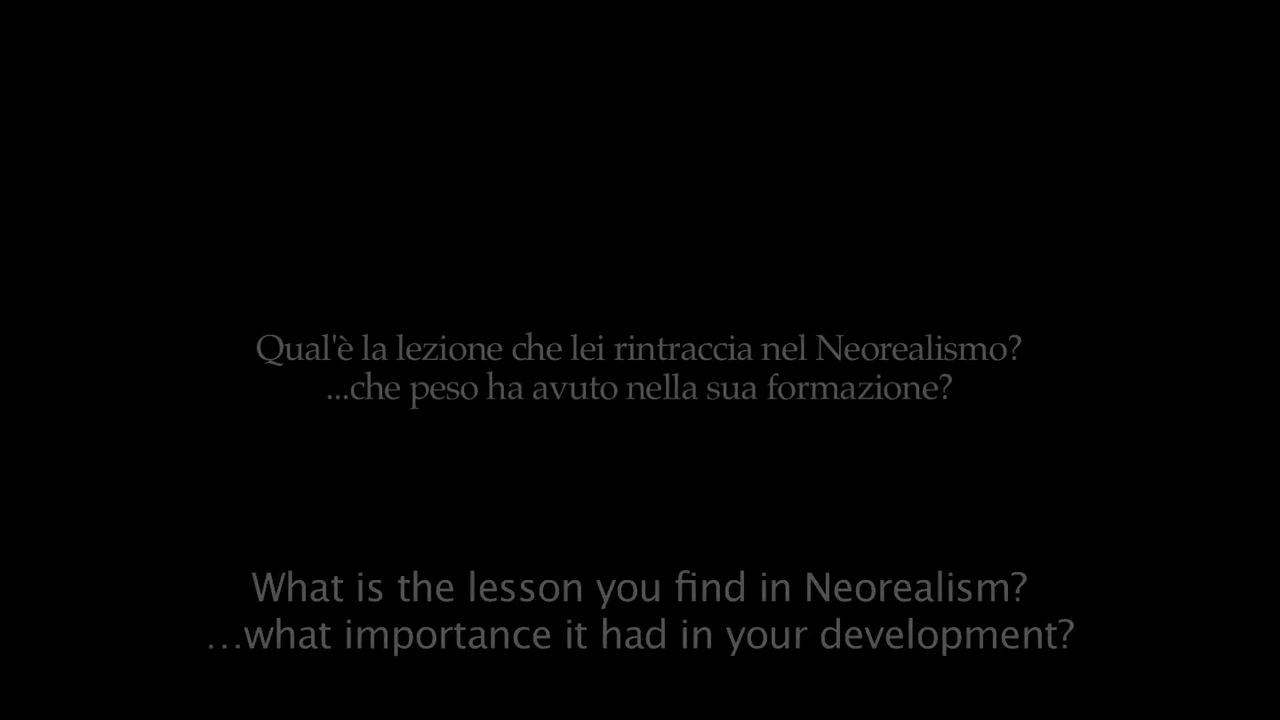 Qual'è la lezione che lei rintraccia nel Neorealismo?
...che peso ha avuto nella sua formazione?
What is the lesson you find in Neorealism?
…what importance it had in your development?